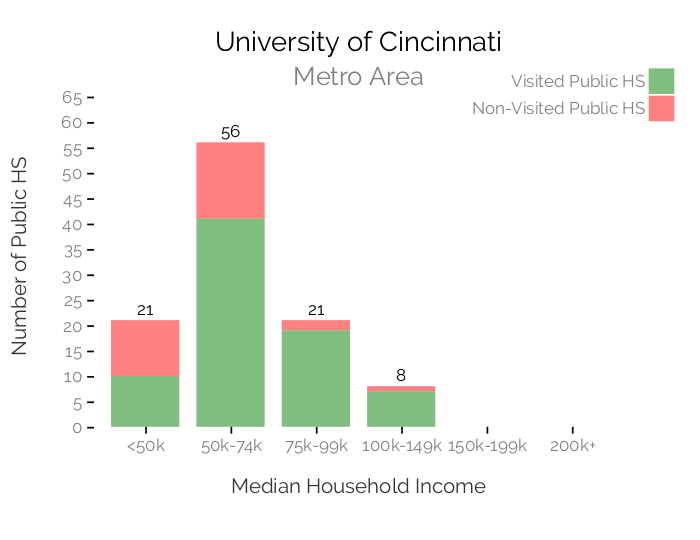 University of Cincinnati
Metro Area
Visited Public HS
Non-Visited Public HS
Number of Public HS
65
60
55
50
45
40
35
30
25
20
15
10
5
0
21
56
21
8
<50k
50k-74k
75k-99k
100k-149k
150k-199k
200k+
Median Household Income